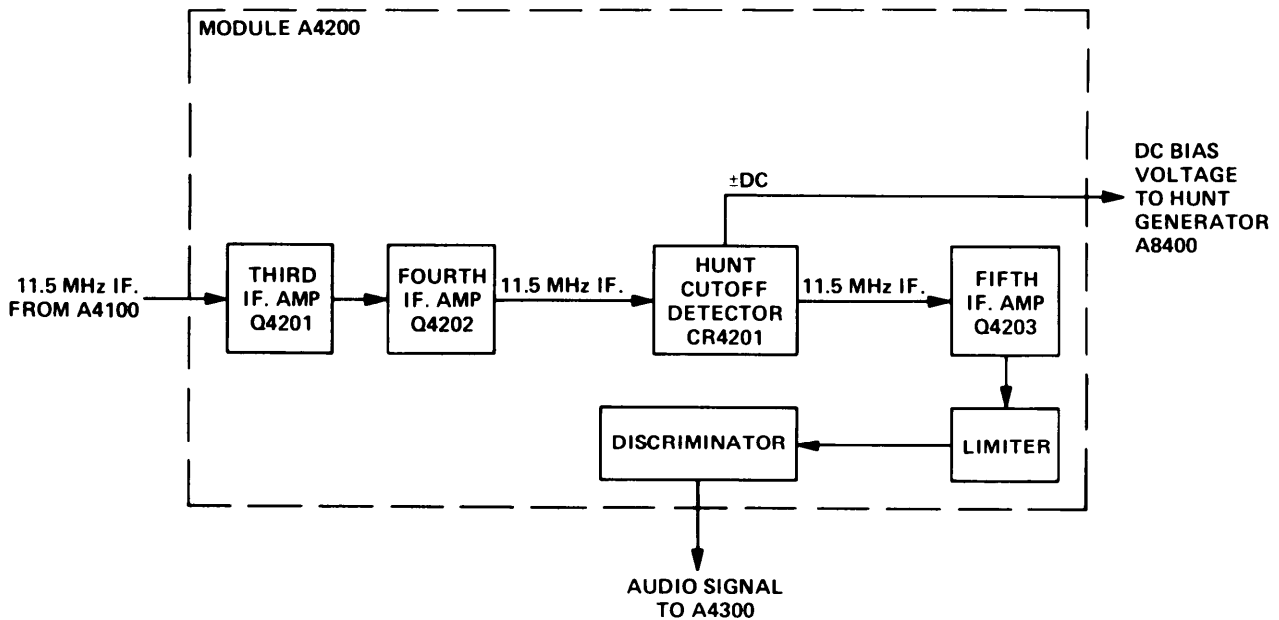 MODULE A4200
±DC
DC BIAS
VOLTAGE
TO HUNT
GENERATOR
A8400
11.5 MHz IF.
FROM A4100
THIRD
IF. AMP
Q4201
FOURTH
IF. AMP
Q4202
11.5 MHz IF.
HUNT
CUTOFF
DETECTOR
CR4201
11.5 MHz IF.
FIFTH
IF. AMP
Q4203
DISCRIMINATOR
LIMITER
AUDIO SIGNAL
TO A4300